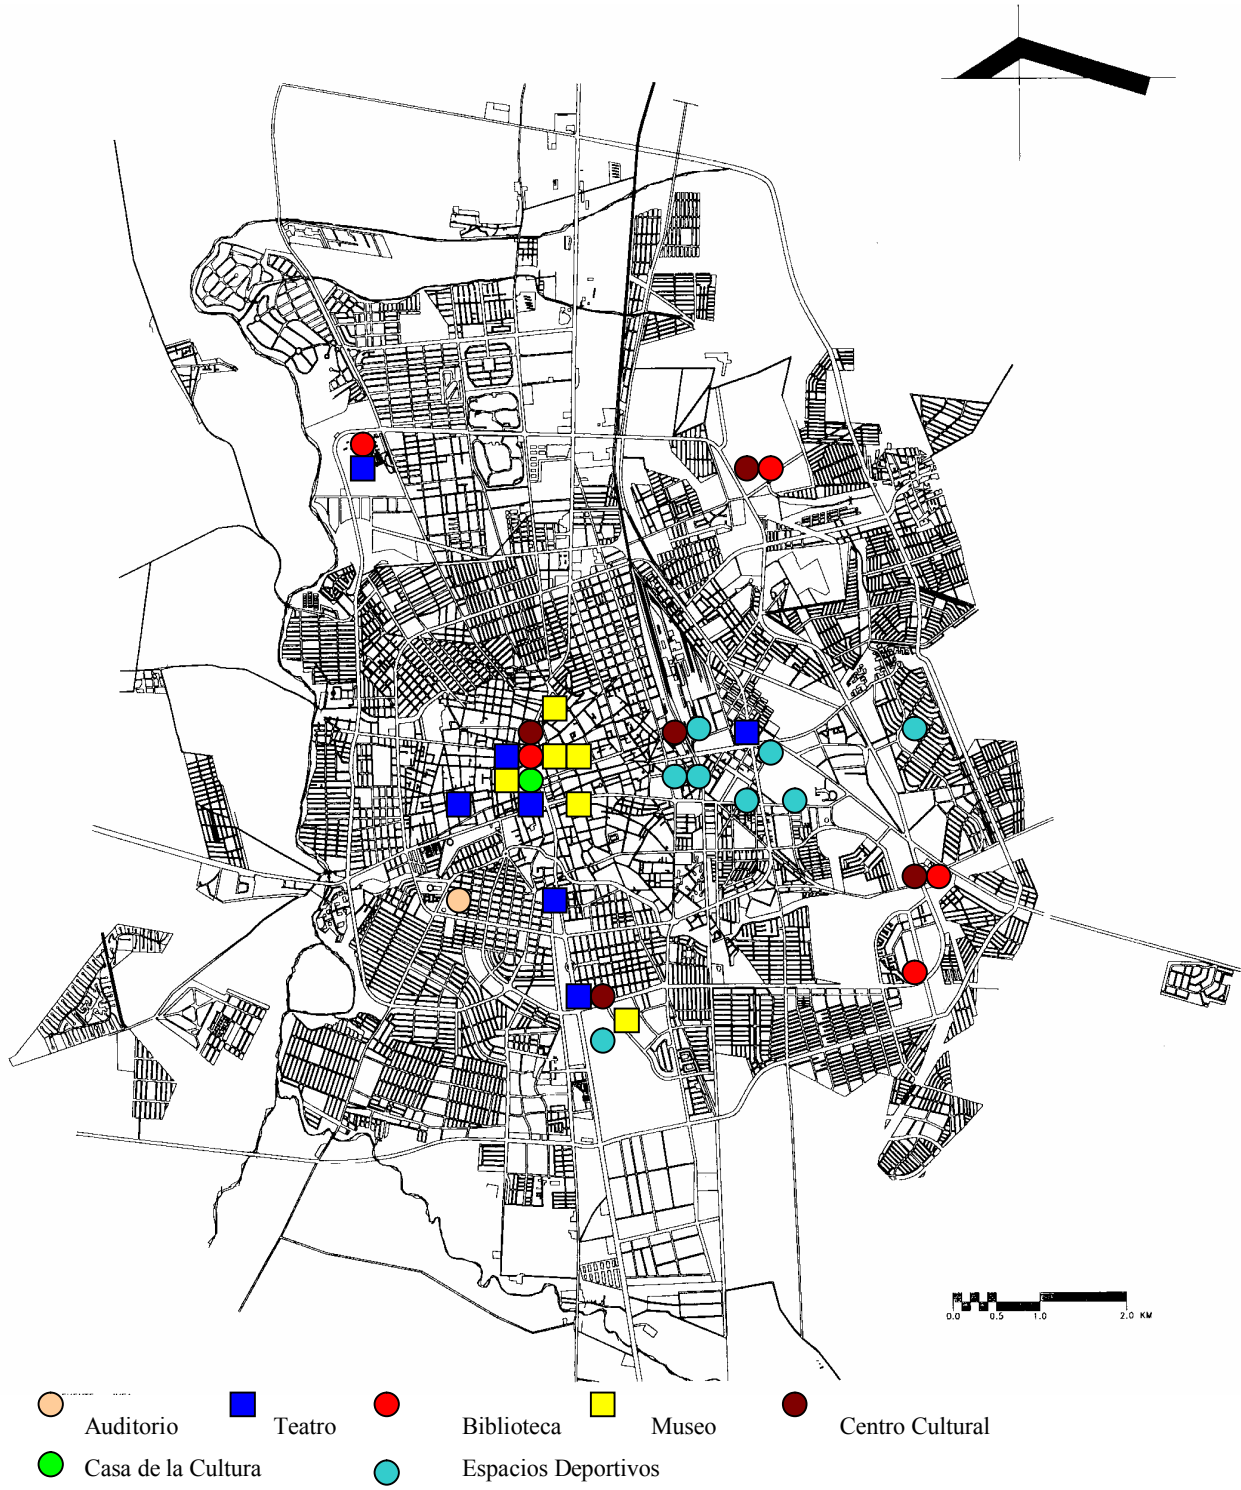 0.0 0.5 1.0 2.0 KM
Auditorio Teatro Biblioteca Museo Centro Cultural
Casa de la Cultura Espacios Deportivos